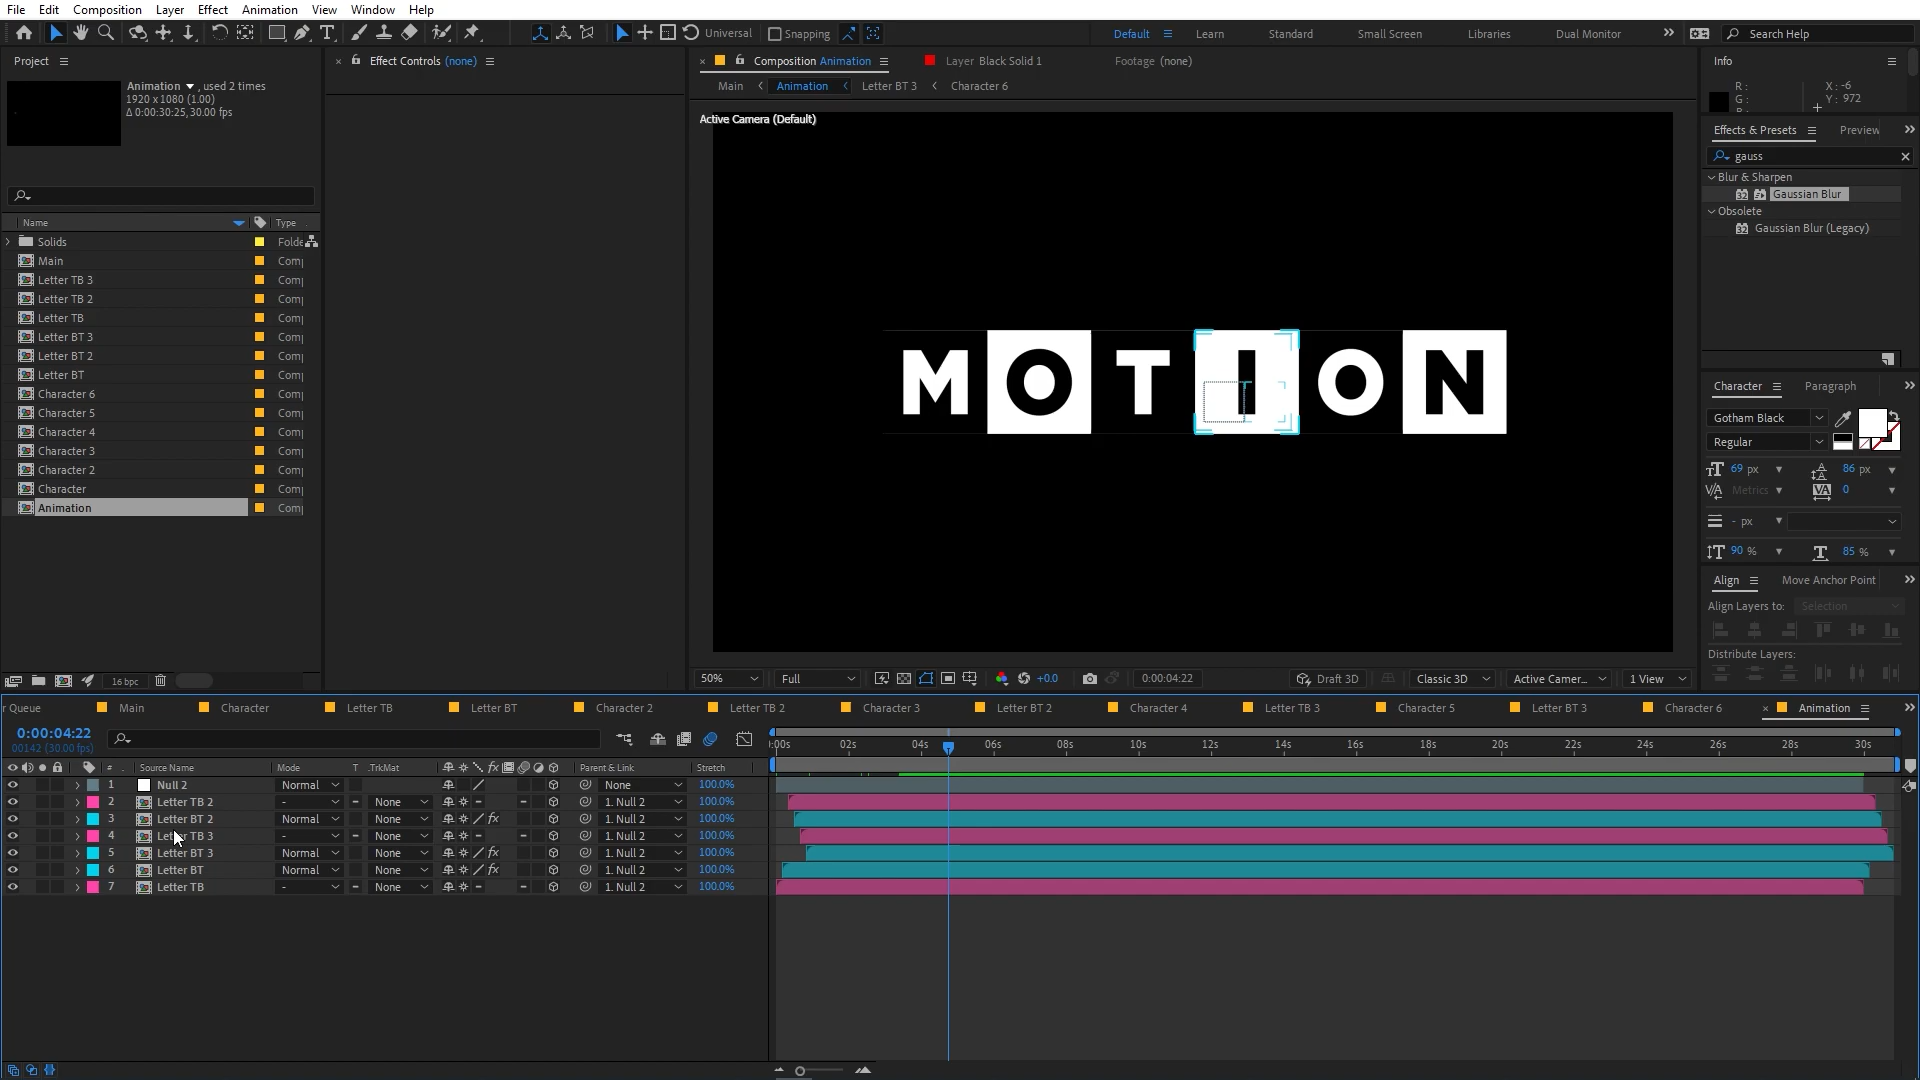 File Edit Composition Layer Effect Animation View Window Help
Universal Snapping Default Learn Standard Small Screen Libraries Dual Monitor Search Help
Project
Animation , used 2 times
1920 x 1080 (1.00)
Δ 0:00:30:25, 30.00 fps
Name Type
Solids Folde
Main Comp
Letter TB 3 Comp
Letter TB 2 Comp
Letter TB Comp
Letter BT 3 Comp
Letter BT 2 Comp
Letter BT Comp
Character 6 Comp
Character 5 Comp
Character 4 Comp
Character 3 Comp
Character 2 Comp
Character Comp
Animation Comp
16 bpc
Effect Controls (none)
Composition Animation
Layer Black Solid 1
Footage (none)
Main Animation Letter BT 3 Character 6
Active Camera (Default)
MOTION
50% Full +0.0 0:00:04:22 Draft 3D Classic 3D Active Camer... 1 View
Info
R :
G :
X : -6
Y : 972
Effects & Presets Preview
gauss
Blur & Sharpen
32 Gaussian Blur
Obsolete
32 Gaussian Blur (Legacy)
Character Paragraph
Gotham Black
Regular
69 px 86 px
Metrics 0
- px
90 % 85 %
Align Move Anchor Point
Align Layers to: Selection
Distribute Layers:
r Queue Main Character Letter TB Letter BT Character 2 Letter TB 2 Character 3 Letter BT 2 Character 4 Letter TB 3 Character 5 Letter BT 3 Character 6 Animation
0:00:04:22
00142 (30.00 fps)
:00s 02s 04s 06s 08s 10s 12s 14s 16s 18s 20s 22s 24s 26s 28s 30s
# Source Name Mode T .TrkMat Parent & Link Stretch
1 Null 2 Normal None 100.0%
2 Letter TB 2 - None 1. Null 2 100.0%
3 Letter BT 2 Normal None fx 1. Null 2 100.0%
4 Letter TB 3 - None 1. Null 2 100.0%
5 Letter BT 3 Normal None fx 1. Null 2 100.0%
6 Letter BT Normal None fx 1. Null 2 100.0%
7 Letter TB - None 1. Null 2 100.0%